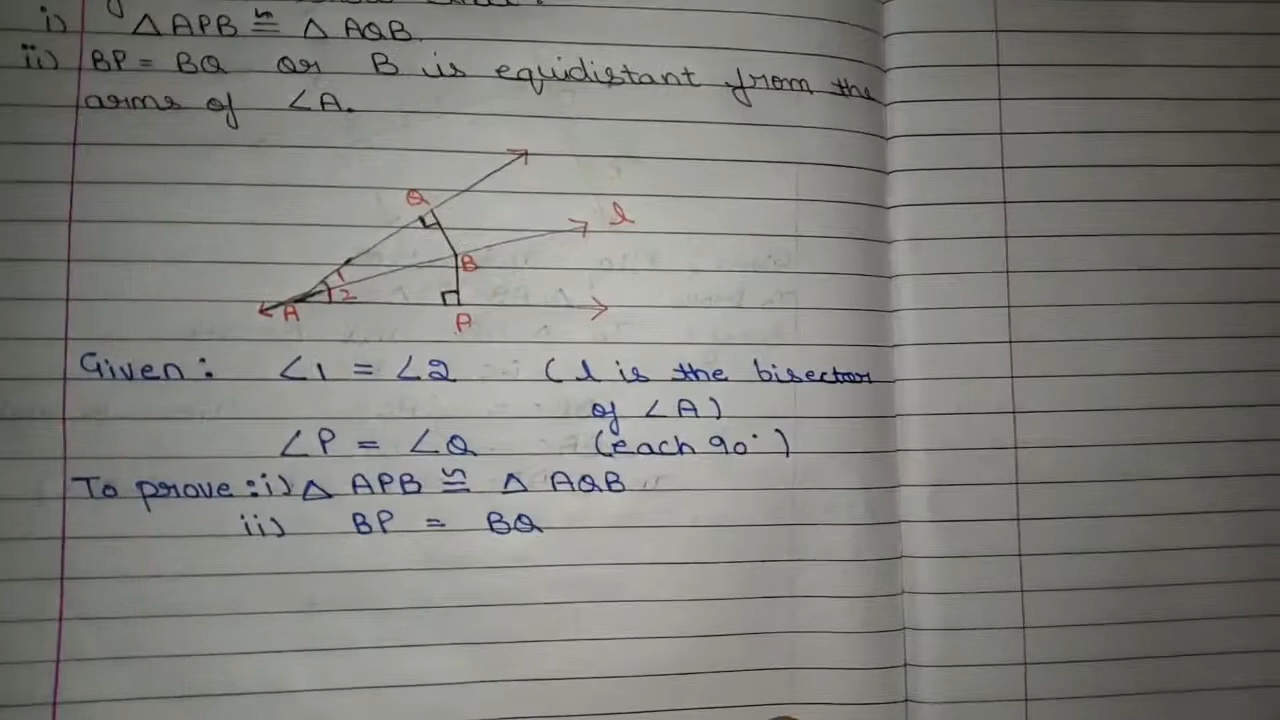 i) △APB ≅ △AQB.
ii) BP = BQ or B is equidistant from the
arms of ∠A.
Q
l
B
1
2
A
P
Given: ∠1 = ∠2 (l is the bisector
of ∠A)
∠P = ∠Q (each 90°)
To prove: i) △ APB ≅ △ AQB
ii) BP = BQ